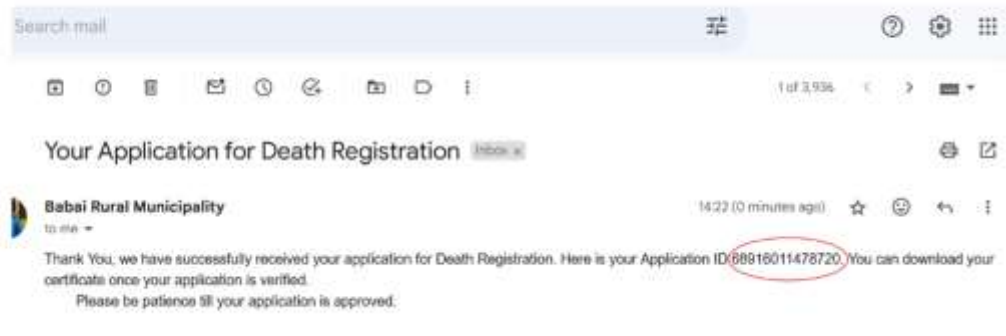 Search mail
1 of 3,936
Your Application for Death Registration Inbox x
Babai Rural Municipality 14:22 (0 minutes ago)
to me
Thank You, we have successfully received your application for Death Registration. Here is your Application ID:68916011478720. You can download your
certificate once your application is verified.
Please be patience till your application is approved.